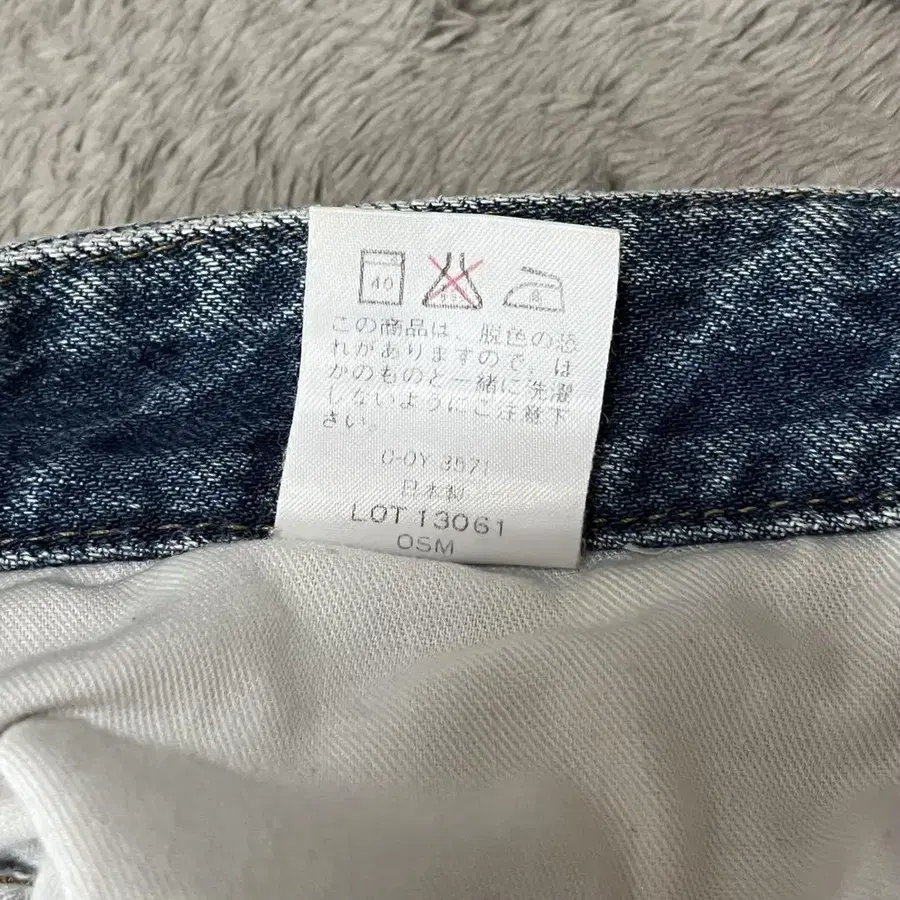 40
この商品は、脱色の恐
れがありますので、ほ
かのものと一緒に洗濯
しないようにご注意下
さい。
日本製
LOT 13061
OSM